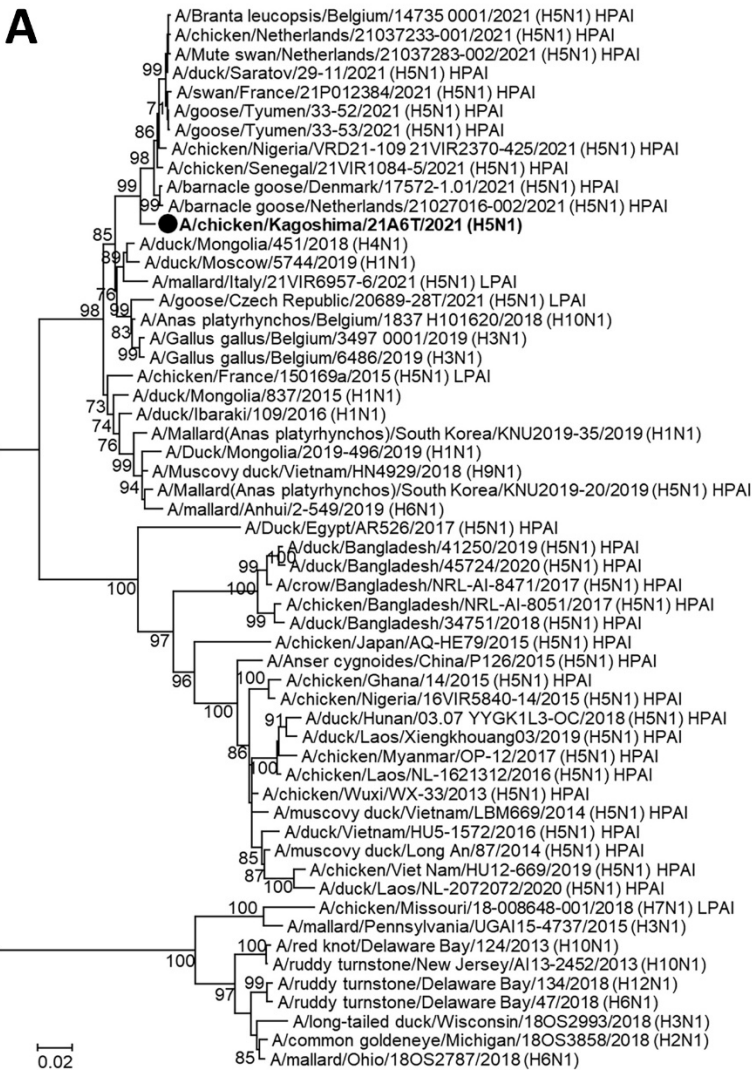 A
A/Branta leucopsis/Belgium/14735 0001/2021 (H5N1) HPAI
A/chicken/Netherlands/21037233-001/2021 (H5N1) HPAI
A/Mute swan/Netherlands/21037283-002/2021 (H5N1) HPAI
99
A/duck/Saratov/29-11/2021 (H5N1) HPAI
A/swan/France/21P012384/2021 (H5N1) HPAI
71
A/goose/Tyumen/33-52/2021 (H5N1) HPAI
86
A/goose/Tyumen/33-53/2021 (H5N1) HPAI
A/chicken/Nigeria/VRD21-109 21VIR2370-425/2021 (H5N1) HPAI
98
A/chicken/Senegal/21VIR1084-5/2021 (H5N1) HPAI
99
A/barnacle goose/Denmark/17572-1.01/2021 (H5N1) HPAI
99
A/barnacle goose/Netherlands/21027016-002/2021 (H5N1) HPAI
A/chicken/Kagoshima/21A6T/2021 (H5N1)
85
A/duck/Mongolia/451/2018 (H4N1)
89
A/duck/Moscow/5744/2019 (H1N1)
A/mallard/Italy/21VIR6957-6/2021 (H5N1) LPAI
76
A/goose/Czech Republic/20689-28T/2021 (H5N1) LPAI
98
99
A/Anas platyrhynchos/Belgium/1837 H101620/2018 (H10N1)
83
A/Gallus gallus/Belgium/3497 0001/2019 (H3N1)
99
A/Gallus gallus/Belgium/6486/2019 (H3N1)
A/chicken/France/150169a/2015 (H5N1) LPAI
A/duck/Mongolia/837/2015 (H1N1)
73
A/duck/Ibaraki/109/2016 (H1N1)
74
A/Mallard(Anas platyrhynchos)/South Korea/KNU2019-35/2019 (H1N1)
76
A/Duck/Mongolia/2019-496/2019 (H1N1)
99
A/Muscovy duck/Vietnam/HN4929/2018 (H9N1)
94
A/Mallard(Anas platyrhynchos)/South Korea/KNU2019-20/2019 (H5N1) HPAI
A/mallard/Anhui/2-549/2019 (H6N1)
A/Duck/Egypt/AR526/2017 (H5N1) HPAI
A/duck/Bangladesh/41250/2019 (H5N1) HPAI
100
99
A/duck/Bangladesh/45724/2020 (H5N1) HPAI
100
100
A/crow/Bangladesh/NRL-AI-8471/2017 (H5N1) HPAI
A/chicken/Bangladesh/NRL-AI-8051/2017 (H5N1) HPAI
99
A/duck/Bangladesh/34751/2018 (H5N1) HPAI
97
A/chicken/Japan/AQ-HE79/2015 (H5N1) HPAI
A/Anser cygnoides/China/P126/2015 (H5N1) HPAI
96
100
A/chicken/Ghana/14/2015 (H5N1) HPAI
A/chicken/Nigeria/16VIR5840-14/2015 (H5N1) HPAI
100
91
A/duck/Hunan/03.07 YYGK1L3-OC/2018 (H5N1) HPAI
A/duck/Laos/Xiengkhouang03/2019 (H5N1) HPAI
86
A/chicken/Myanmar/OP-12/2017 (H5N1) HPAI
100
A/chicken/Laos/NL-1621312/2016 (H5N1) HPAI
A/chicken/Wuxi/WX-33/2013 (H5N1) HPAI
A/muscovy duck/Vietnam/LBM669/2014 (H5N1) HPAI
A/duck/Vietnam/HU5-1572/2016 (H5N1) HPAI
85
A/muscovy duck/Long An/87/2014 (H5N1) HPAI
87
A/chicken/Viet Nam/HU12-669/2019 (H5N1) HPAI
100
A/duck/Laos/NL-2072072/2020 (H5N1) HPAI
100
A/chicken/Missouri/18-008648-001/2018 (H7N1) LPAI
A/mallard/Pennsylvania/UGAI15-4737/2015 (H3N1)
100
100
A/red knot/Delaware Bay/124/2013 (H10N1)
A/ruddy turnstone/New Jersey/AI13-2452/2013 (H10N1)
99
A/ruddy turnstone/Delaware Bay/134/2018 (H12N1)
97
A/ruddy turnstone/Delaware Bay/47/2018 (H6N1)
A/long-tailed duck/Wisconsin/18OS2993/2018 (H3N1)
A/common goldeneye/Michigan/18OS3858/2018 (H2N1)
85
A/mallard/Ohio/18OS2787/2018 (H6N1)
0.02